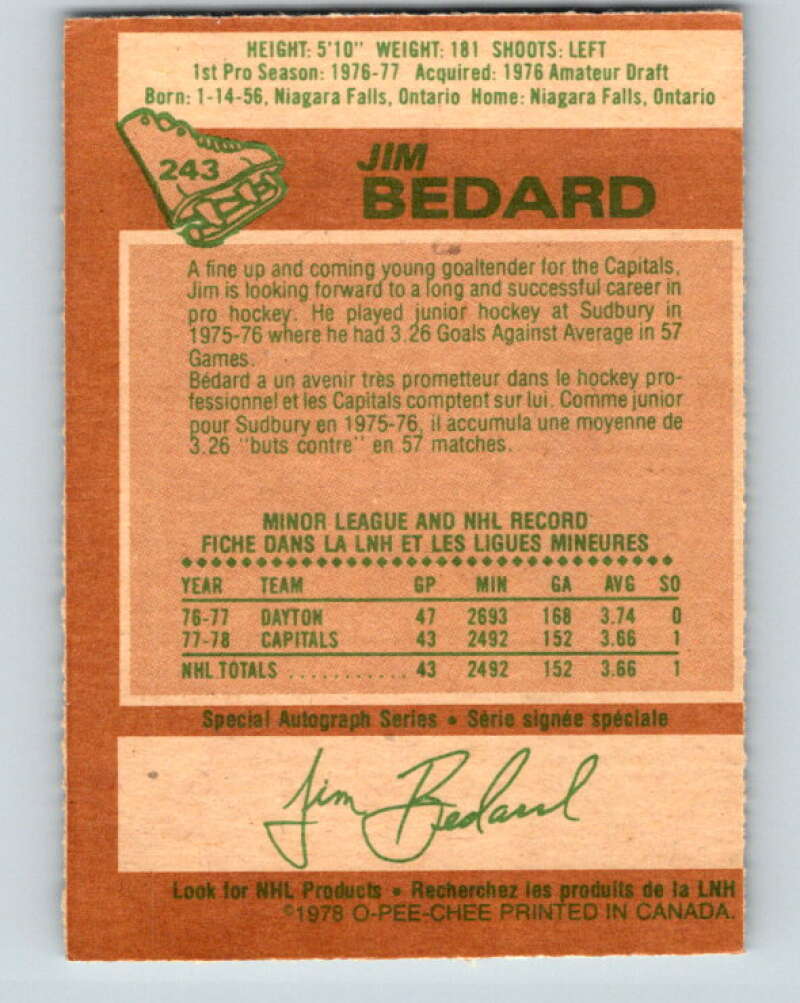 HEIGHT: 5'10" WEIGHT: 181 SHOOTS: LEFT
1st Pro Season: 1976-77 Acquired: 1976 Amateur Draft
Born: 1-14-56, Niagara Falls, Ontario Home: Niagara Falls, Ontario
243
JIM
BEDARD
A fine up and coming young goaltender for the Capitals,
Jim is looking forward to a long and successful career in
pro hockey. He played junior hockey at Sudbury in
1975-76 where he had 3.26 Goals Against Average in 57
Games.
Bédard a un avenir très prometteur dans le hockey pro-
fessionnel et les Capitals comptent sur lui. Comme junior
pour Sudbury en 1975-76, il accumula une moyenne de
3.26 "buts contre" en 57 matches.
MINOR LEAGUE AND NHL RECORD
FICHE DANS LA LNH ET LES LIGUES MINEURES
YEAR TEAM GP MIN GA AVG SO
76-77 DAYTON 47 2693 168 3.74 0
77-78 CAPITALS 43 2492 152 3.66 1
NHL TOTALS ........... 43 2492 152 3.66 1
Special Autograph Series • Série signée spéciale
Jim Bedard
Look for NHL Products • Recherchez les produits de la LNH
©1978 O-PEE-CHEE PRINTED IN CANADA.